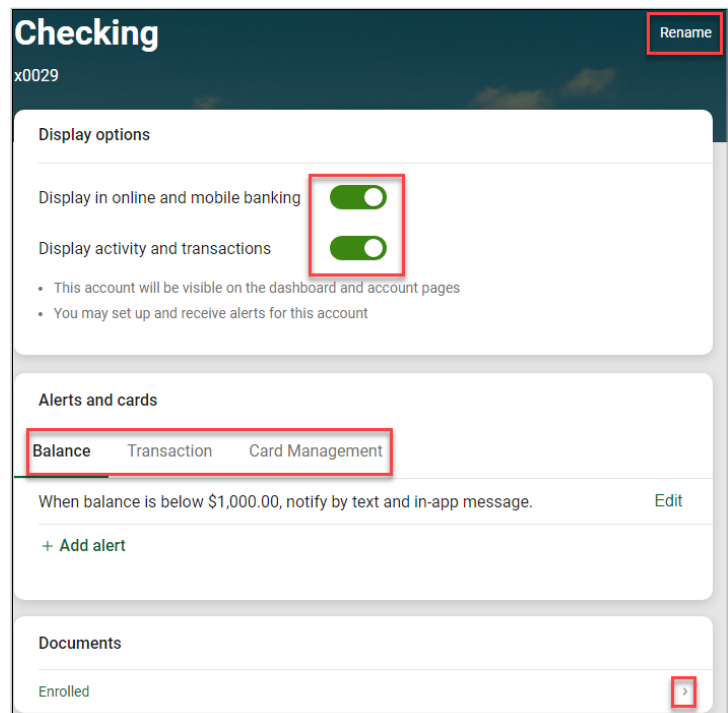 Checking
Rename
x0029
Display options
Display in online and mobile banking
Display activity and transactions
• This account will be visible on the dashboard and account pages
• You may set up and receive alerts for this account
Alerts and cards
Balance Transaction Card Management
When balance is below $1,000.00, notify by text and in-app message. Edit
+ Add alert
Documents
Enrolled